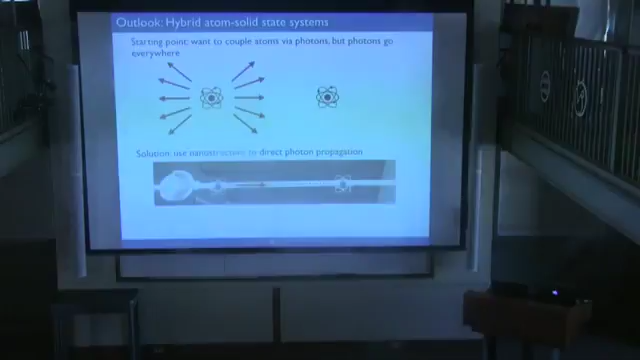 Outlook: Hybrid atom-solid state systems
Starting point: want to couple atoms via photons, but photons go
everywhere
Solution: use nanostructure to direct photon propagation